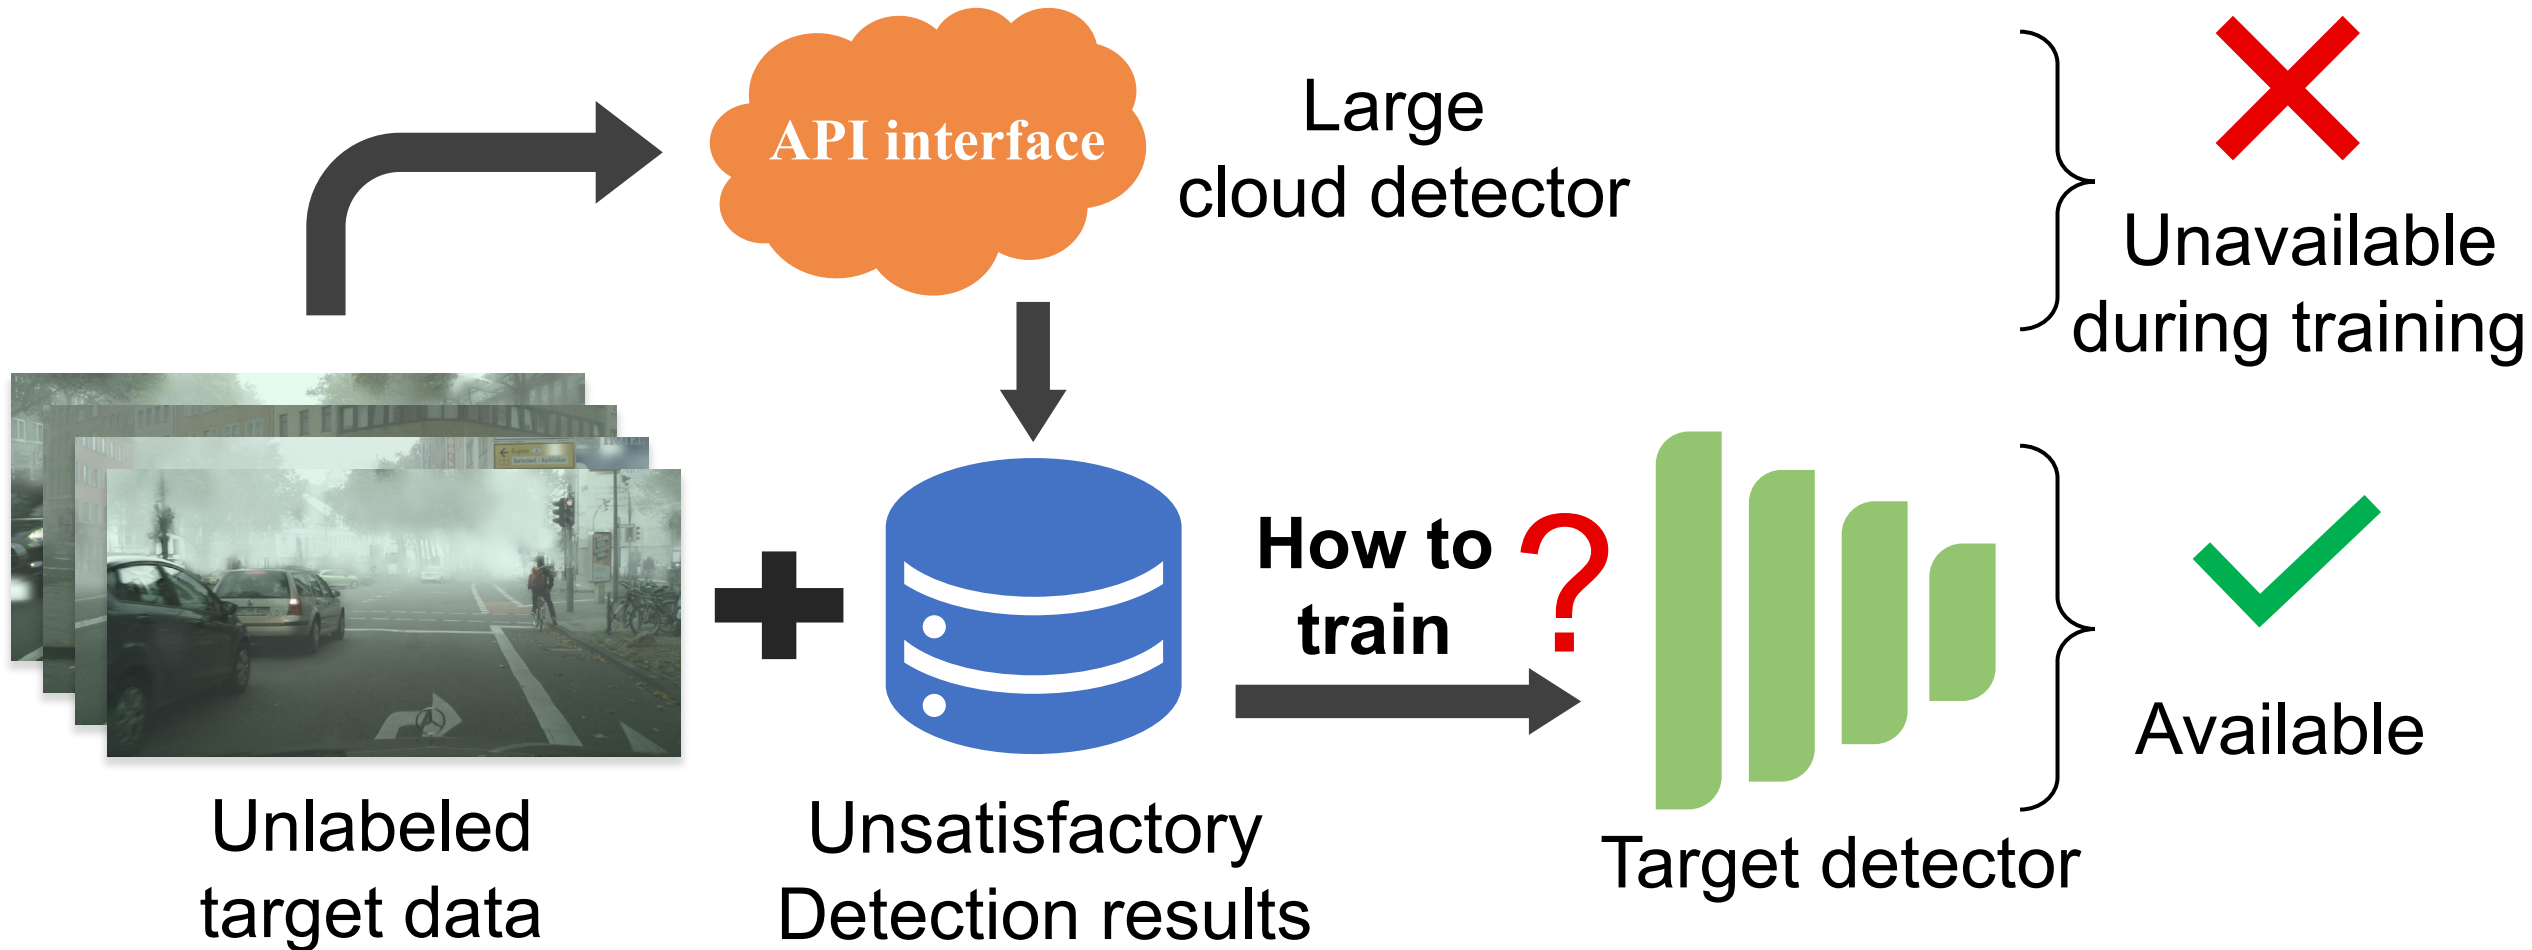 API interface
Large
cloud detector
Unavailable
during training
How to
train
?
Available
Unlabeled
target data
Unsatisfactory
Detection results
Target detector